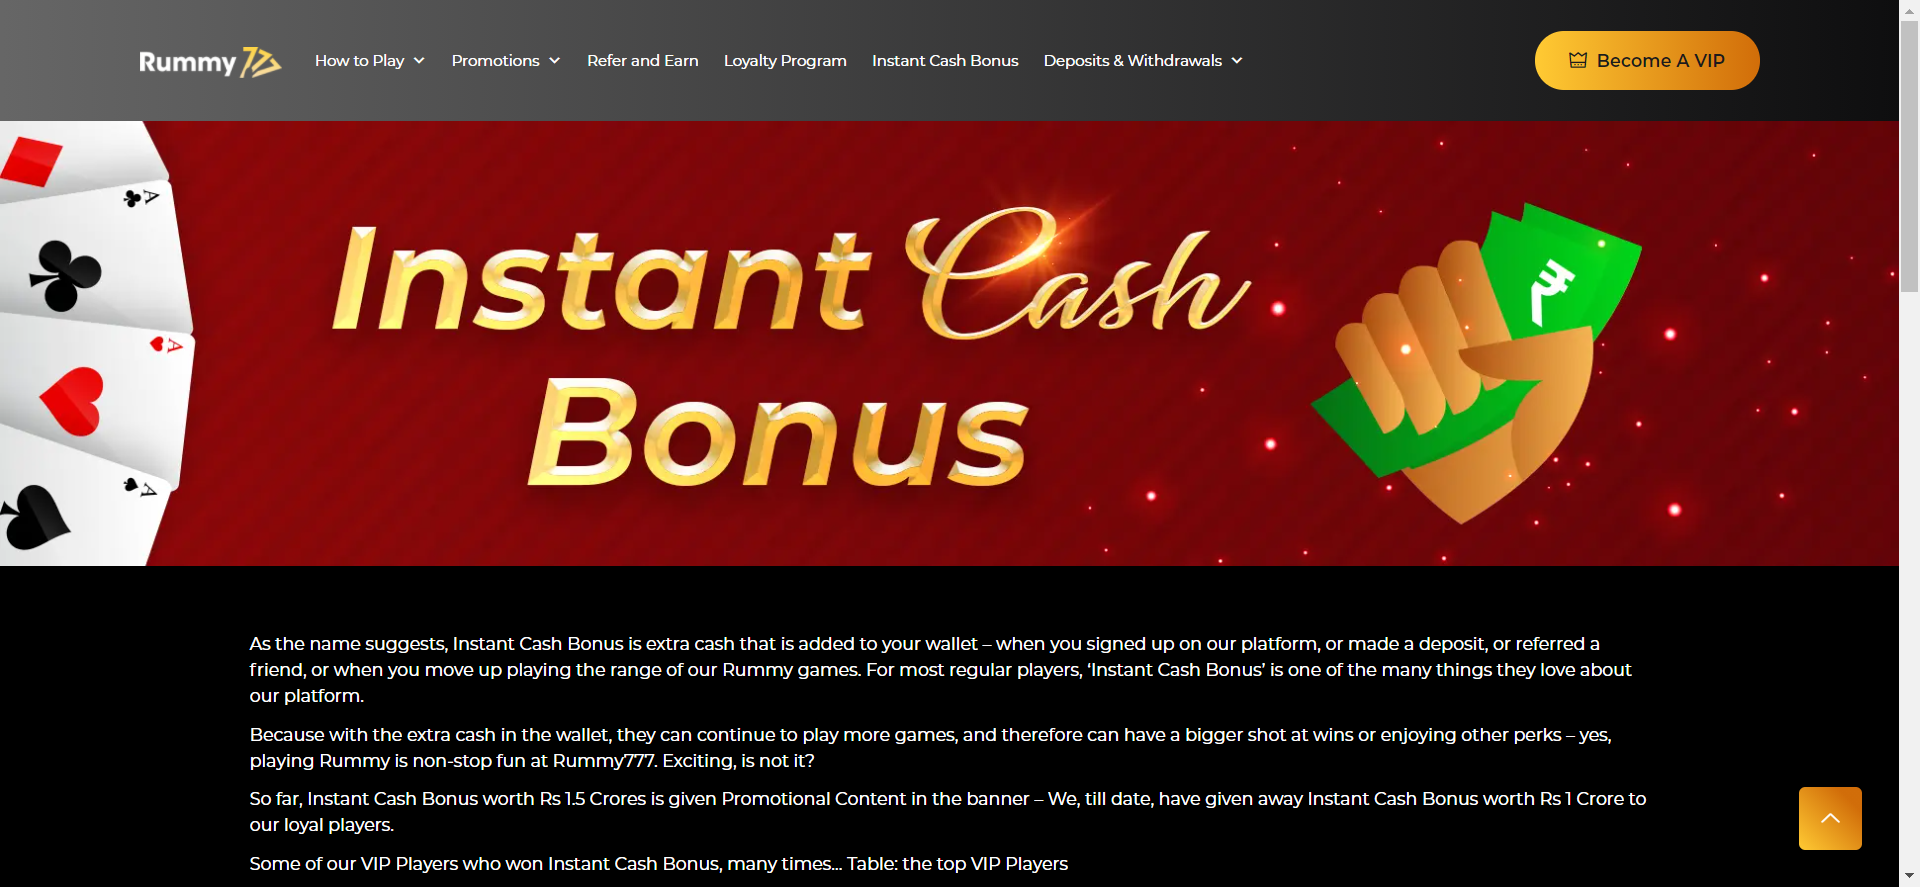 Rummy 77
How to Play
Promotions
Refer and Earn
Loyalty Program
Instant Cash Bonus
Deposits & Withdrawals
Become A VIP
A
A
A
Instant Cash
Bonus
₹
As the name suggests, Instant Cash Bonus is extra cash that is added to your wallet – when you signed up on our platform, or made a deposit, or referred a
friend, or when you move up playing the range of our Rummy games. For most regular players, ‘Instant Cash Bonus’ is one of the many things they love about
our platform.
Because with the extra cash in the wallet, they can continue to play more games, and therefore can have a bigger shot at wins or enjoying other perks – yes,
playing Rummy is non-stop fun at Rummy777. Exciting, is not it?
So far, Instant Cash Bonus worth Rs 1.5 Crores is given Promotional Content in the banner – We, till date, have given away Instant Cash Bonus worth Rs 1 Crore to
our loyal players.
Some of our VIP Players who won Instant Cash Bonus, many times... Table: the top VIP Players